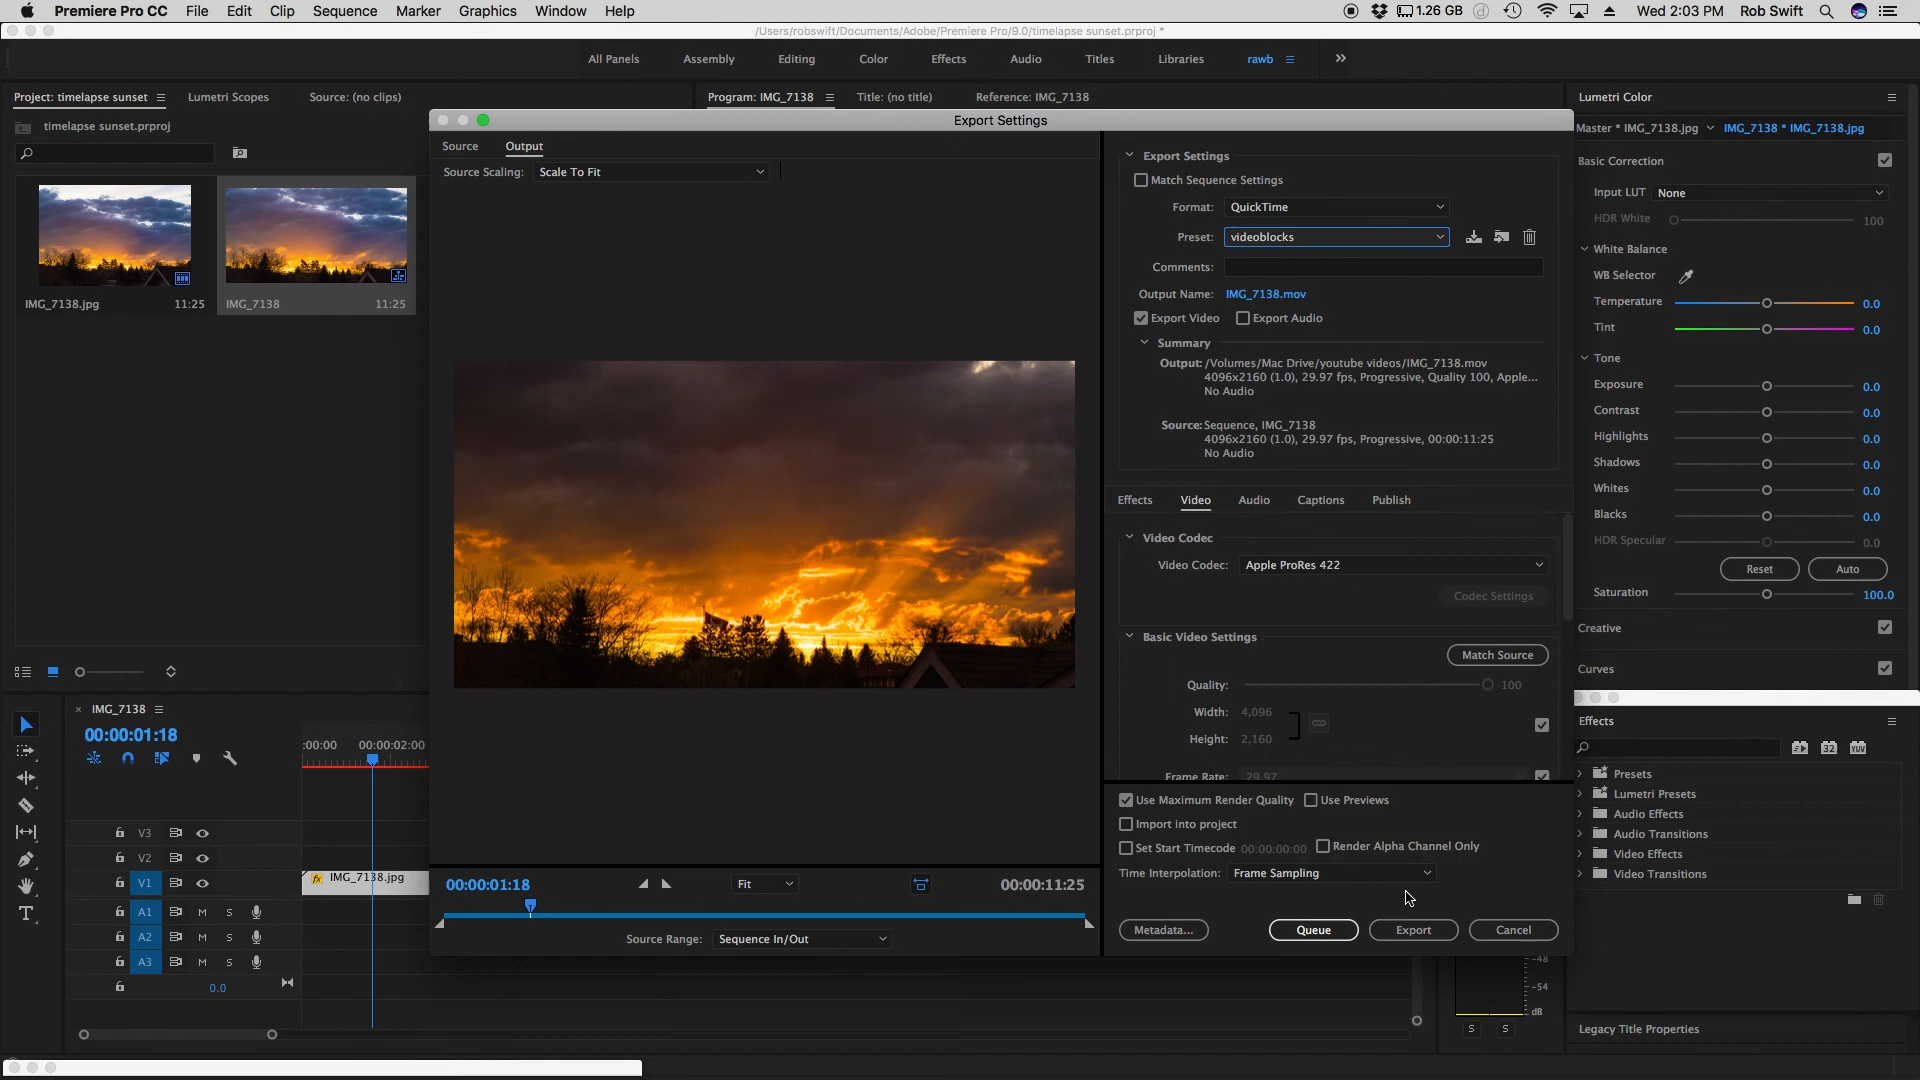 Premiere Pro CC File Edit Clip Sequence Marker Graphics Window Help 1.26 GB Wed 2:03 PM Rob Swift
/Users/robswift/Documents/Adobe/Premiere Pro/9.0/timelapse sunset.prproj *
All Panels Assembly Editing Color Effects Audio Titles Libraries rawb
Project: timelapse sunset Lumetri Scopes Source: (no clips) Program: IMG_7138 Title: (no title) Reference: IMG_7138
timelapse sunset.prproj
IMG_7138.jpg 11:25 IMG_7138 11:25
Export Settings
Source Output
Source Scaling: Scale To Fit
Export Settings
Match Sequence Settings
Format: QuickTime
Preset: videoblocks
Comments:
Output Name: IMG_7138.mov
Export Video Export Audio
Summary
Output: /Volumes/Mac Drive/youtube videos/IMG_7138.mov
4096x2160 (1.0), 29.97 fps, Progressive, Quality 100, Apple...
No Audio
Source: Sequence, IMG_7138
4096x2160 (1.0), 29.97 fps, Progressive, 00:00:11:25
No Audio
Effects Video Audio Captions Publish
Video Codec
Video Codec: Apple ProRes 422
Codec Settings
Basic Video Settings
Match Source
Quality: 100
Width: 4,096
Height: 2,160
Frame Rate: 29.97
Use Maximum Render Quality Use Previews
Import into project
Set Start Timecode 00:00:00:00 Render Alpha Channel Only
Time Interpolation: Frame Sampling
Metadata... Queue Export Cancel
00:00:01:18 Fit 00:00:11:25
Source Range: Sequence In/Out
Lumetri Color
Master * IMG_7138.jpg IMG_7138 * IMG_7138.jpg
Basic Correction
Input LUT None
HDR White 100
White Balance
WB Selector
Temperature 0.0
Tint 0.0
Tone
Exposure 0.0
Contrast 0.0
Highlights 0.0
Shadows 0.0
Whites 0.0
Blacks 0.0
HDR Specular 0.0
Reset Auto
Saturation 100.0
Creative
Curves
Effects
32 YUV
Presets
Lumetri Presets
Audio Effects
Audio Transitions
Video Effects
Video Transitions
Legacy Title Properties
× IMG_7138
00:00:01:18
:00:00 00:00:02:00
V3
V2
V1 IMG_7138.jpg
fx
A1 M S
A2 M S
A3 M S
0.0
-48
-54
dB
S S